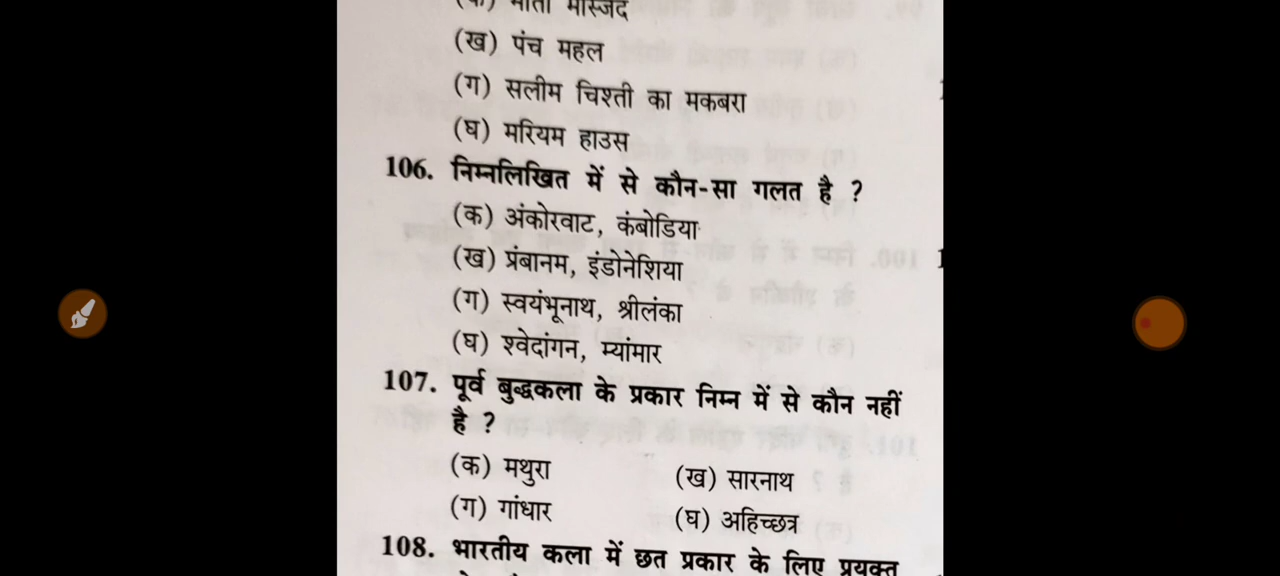 (क) मोती मस्जिद
(ख) पंच महल
(ग) सलीम चिश्ती का मकबरा
(घ) मरियम हाउस
106. निम्नलिखित में से कौन-सा गलत है ?
(क) अंकोरवाट, कंबोडिया
(ख) प्रंबानम, इंडोनेशिया
(ग) स्वयंभूनाथ, श्रीलंका
(घ) श्वेदांगन, म्यांमार
107. पूर्व बुद्धकला के प्रकार निम्न में से कौन नहीं
है ?
(क) मथुरा (ख) सारनाथ
(ग) गांधार (घ) अहिच्छत्र
108. भारतीय कला में छत प्रकार के लिए प्रयुक्त